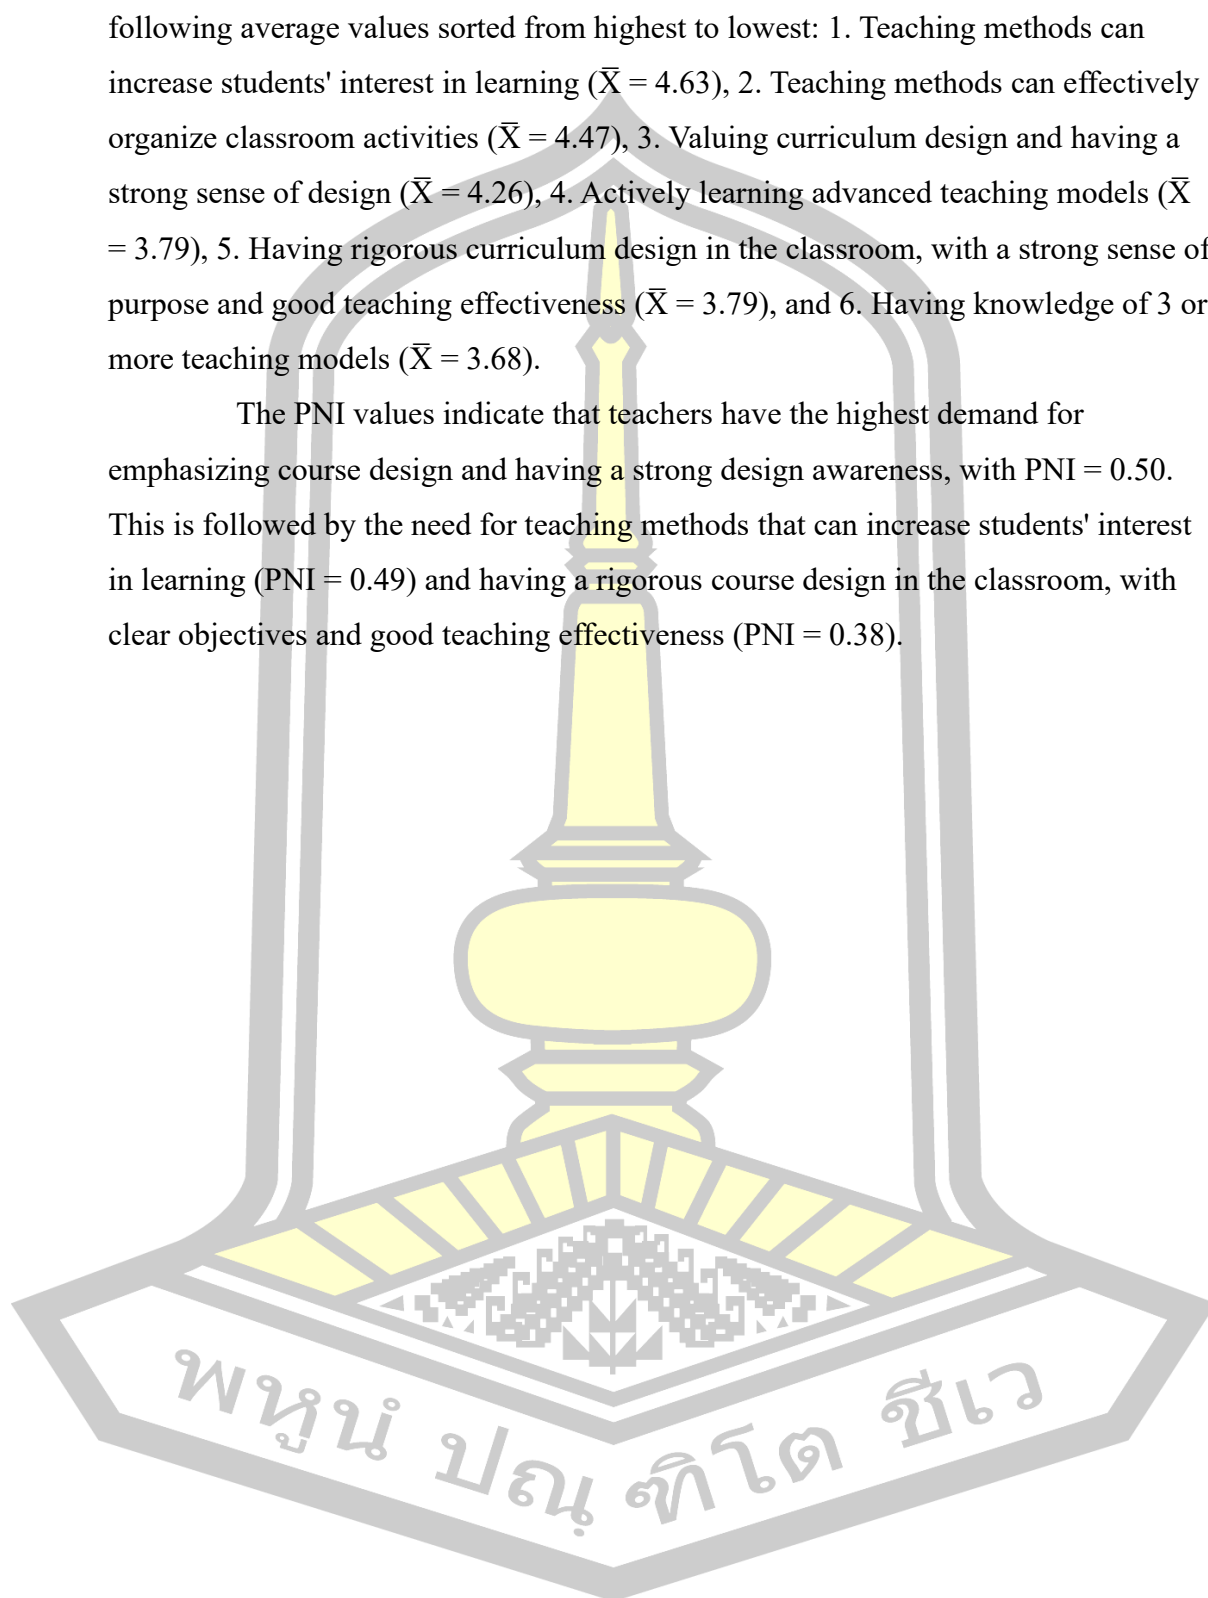 following average values sorted from highest to lowest: 1. Teaching methods can
increase students' interest in learning (X̄ = 4.63), 2. Teaching methods can effectively
organize classroom activities (X̄ = 4.47), 3. Valuing curriculum design and having a
strong sense of design (X̄ = 4.26), 4. Actively learning advanced teaching models (X̄
= 3.79), 5. Having rigorous curriculum design in the classroom, with a strong sense of
purpose and good teaching effectiveness (X̄ = 3.79), and 6. Having knowledge of 3 or
more teaching models (X̄ = 3.68).
The PNI values indicate that teachers have the highest demand for
emphasizing course design and having a strong design awareness, with PNI = 0.50.
This is followed by the need for teaching methods that can increase students' interest
in learning (PNI = 0.49) and having a rigorous course design in the classroom, with
clear objectives and good teaching effectiveness (PNI = 0.38).
พหูนํ ปณฺฑิโต ชีเว